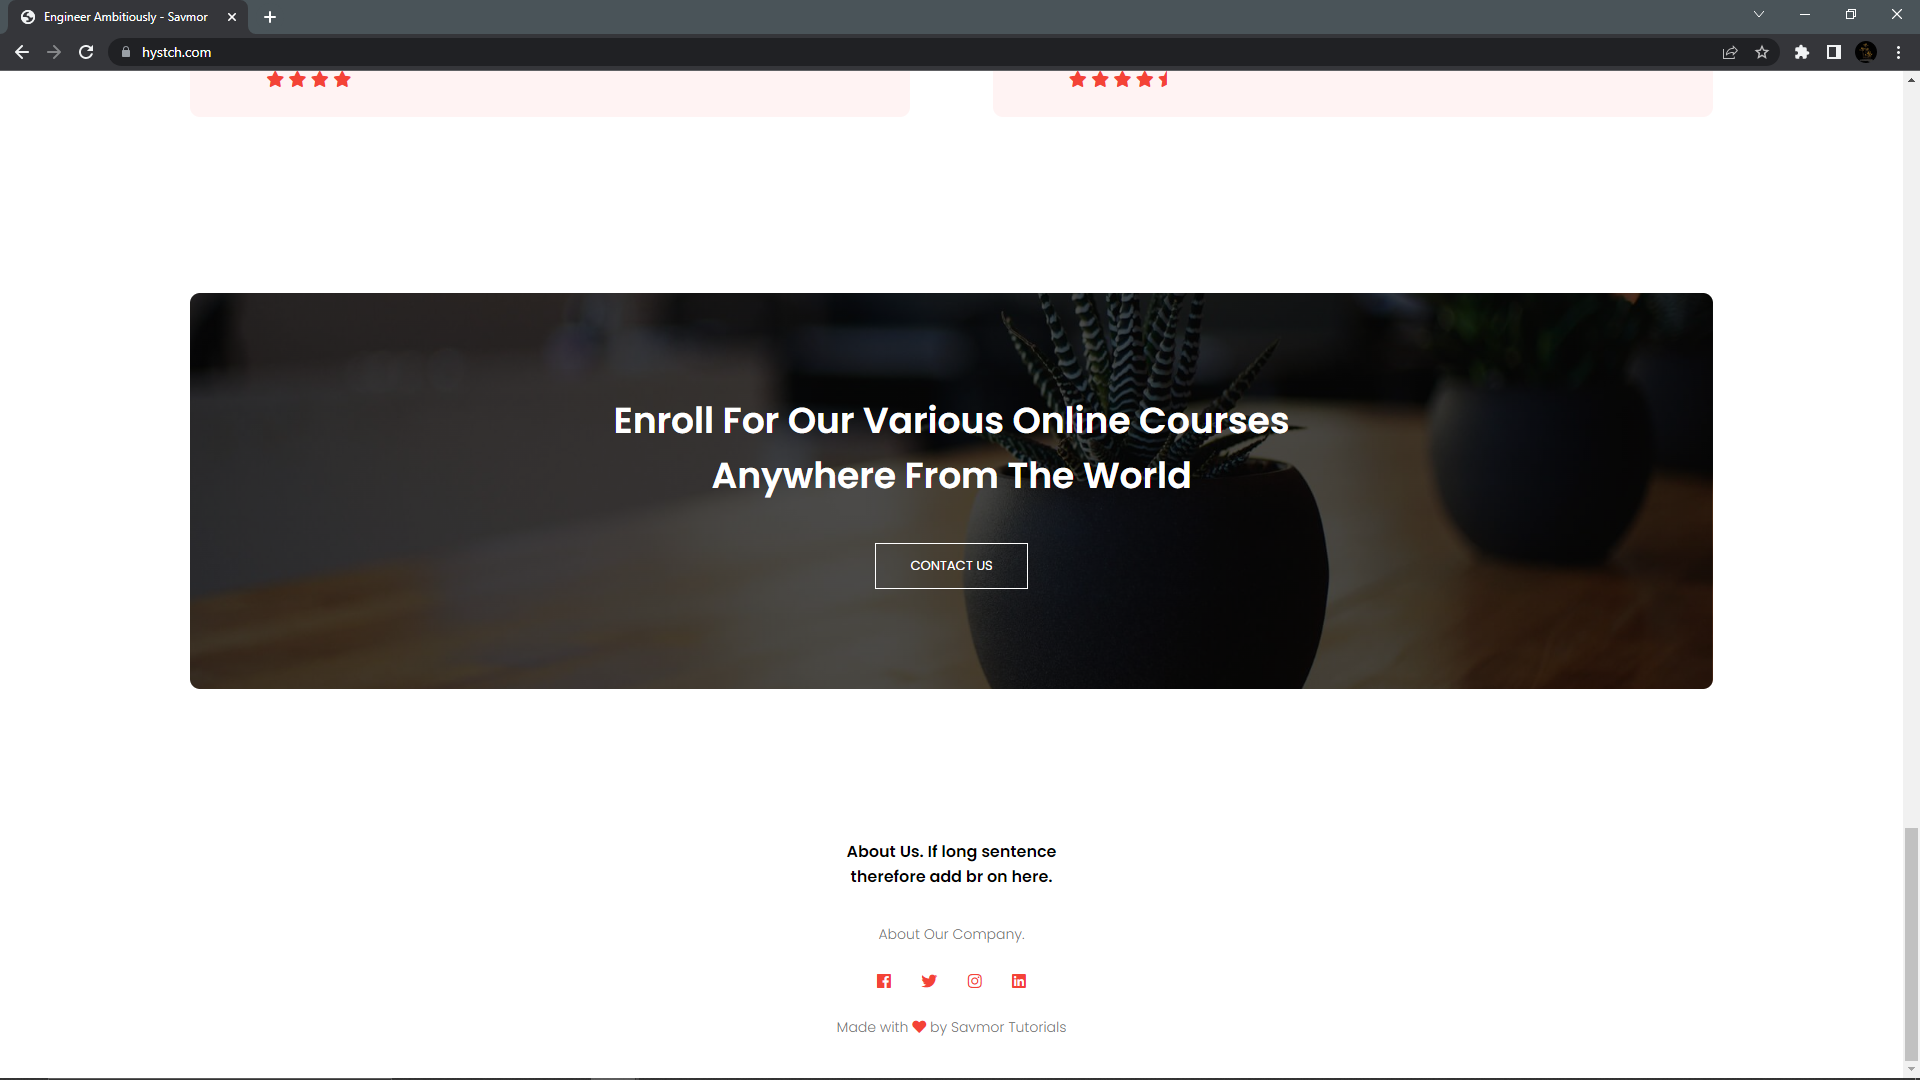 Engineer Ambitiously - Savmor
hystch.com
Enroll For Our Various Online Courses
Anywhere From The World
CONTACT US
About Us. If long sentence
therefore add br on here.
About Our Company.
Made with ❤ by Savmor Tutorials